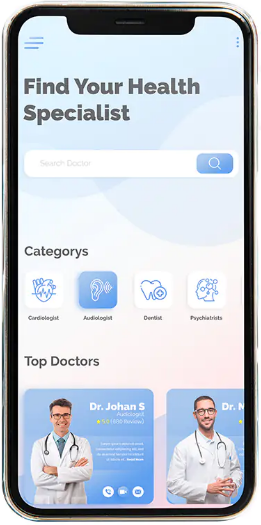 Find Your Health
Specialist
Search Doctor
Categorys
Cardiologist
Audiologist
Dentist
Psychiatrists
Top Doctors
Dr. Johan S
Audiologist
Dr. M